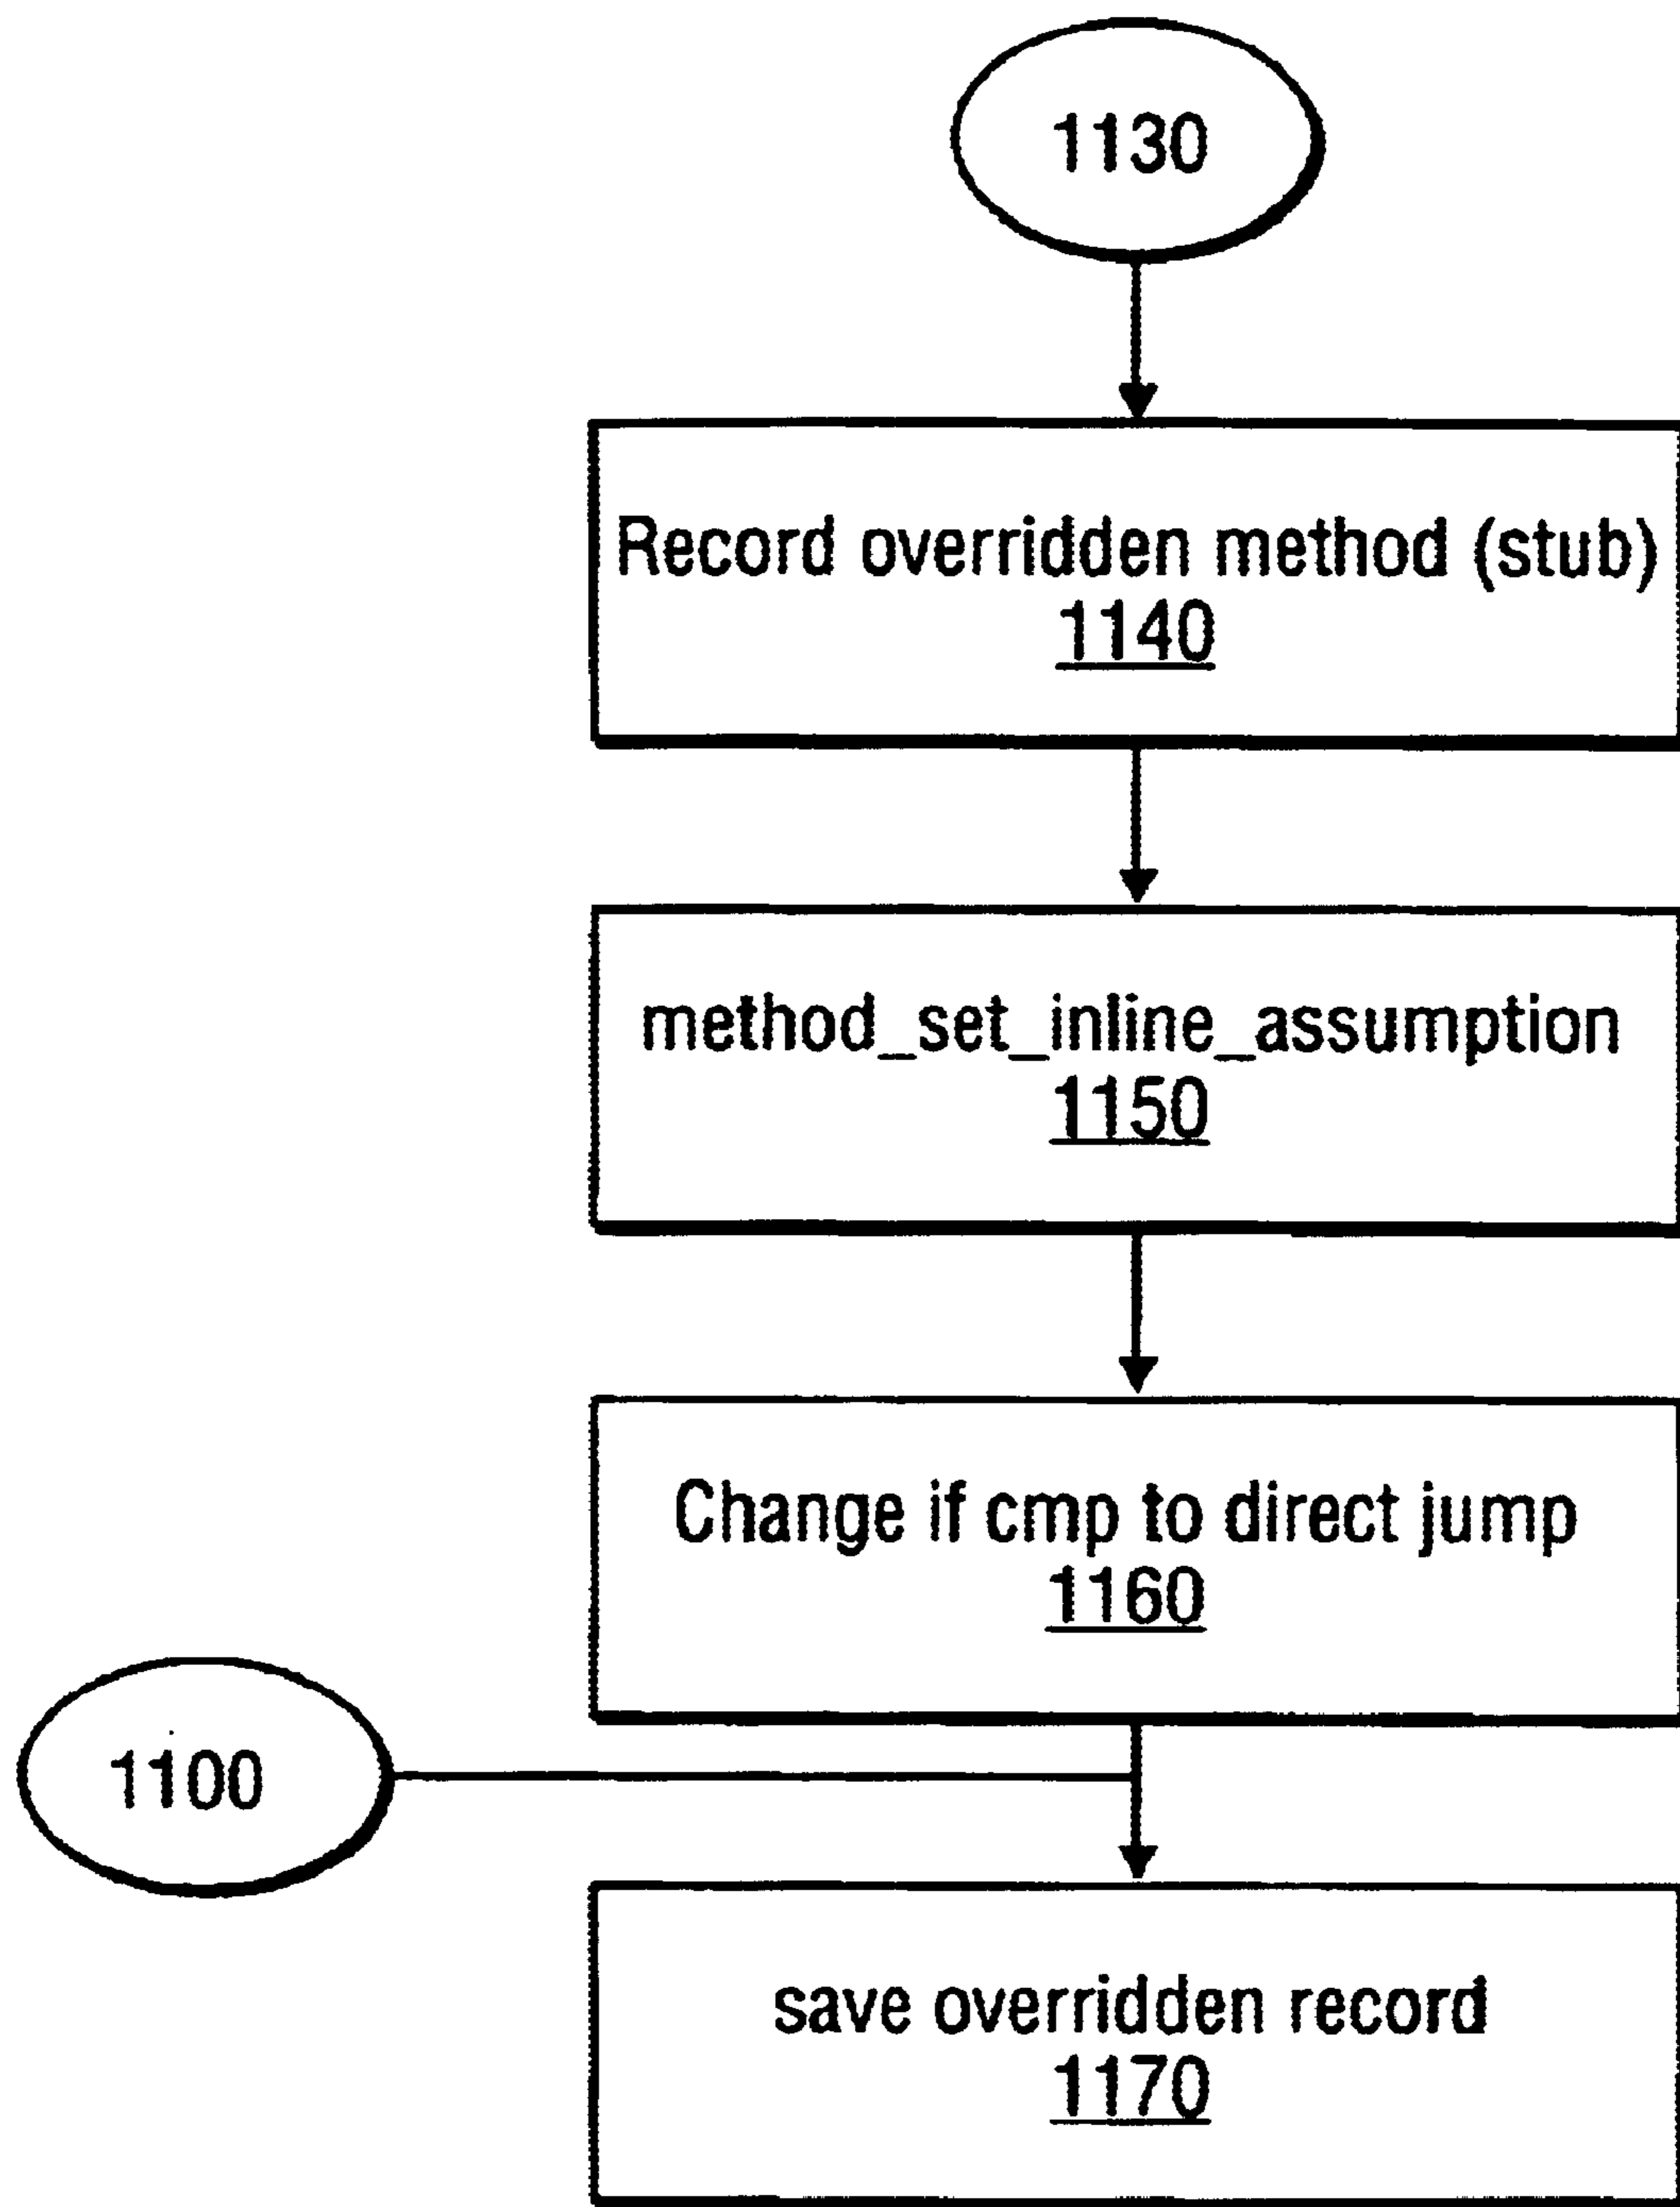 1130
Record overridden method (stub)
1140
method_set_inline_assumption
1150
Change if cmp to direct jump
1160
1100
save overridden record
1170